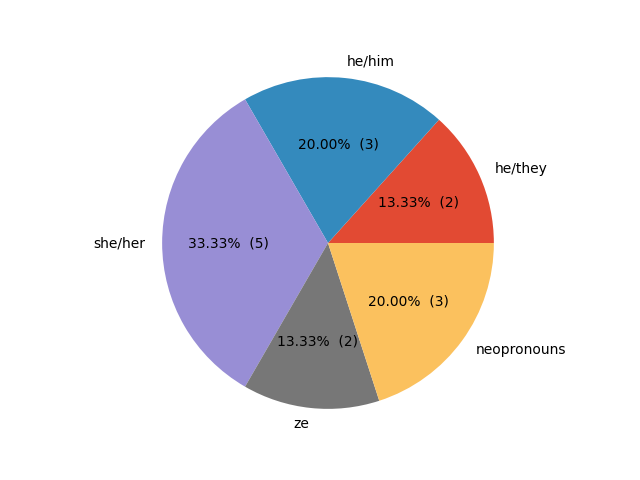 he/him
20.00%  (3)
he/they
13.33%  (2)
she/her
33.33%  (5)
20.00%  (3)
13.33%  (2)
neopronouns
ze